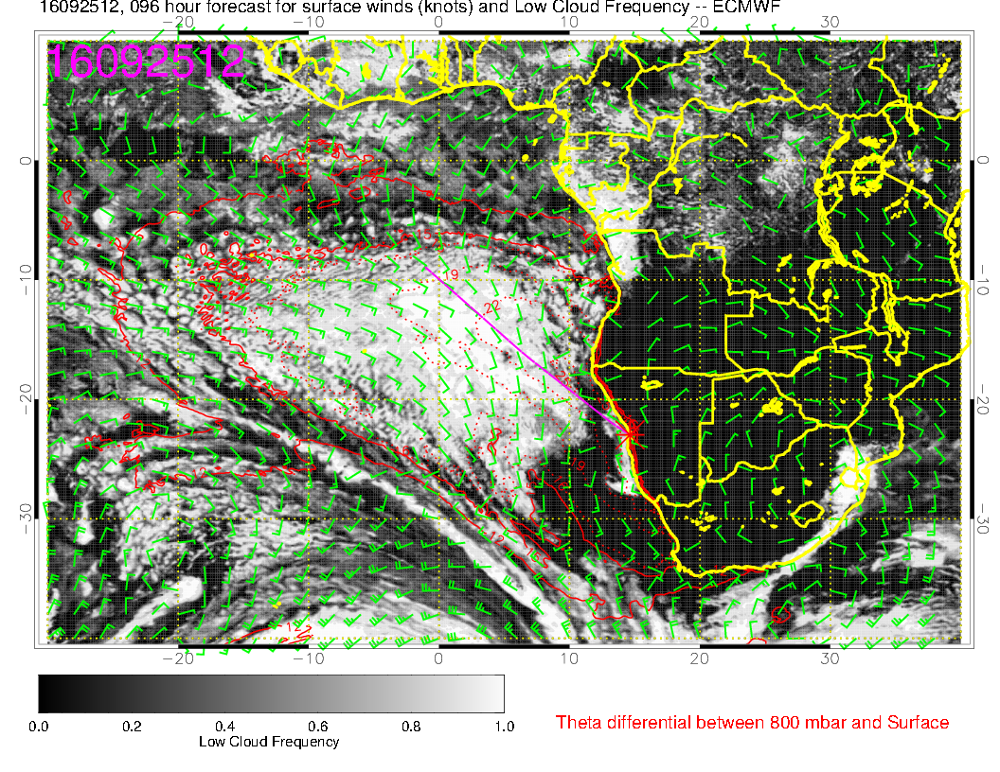 16092512, 096 hour forecast for surface winds (knots) and Low Cloud Frequency -- ECMWF
−20 −10 0 10 20 30
16092512
0 0
−10 −10
−20 −20
−30 −30
15
19
22
19
12
12
12
−20 −10 0 10 20 30
0.0 0.2 0.4 0.6 0.8 1.0
Low Cloud Frequency
Theta differential between 800 mbar and Surface